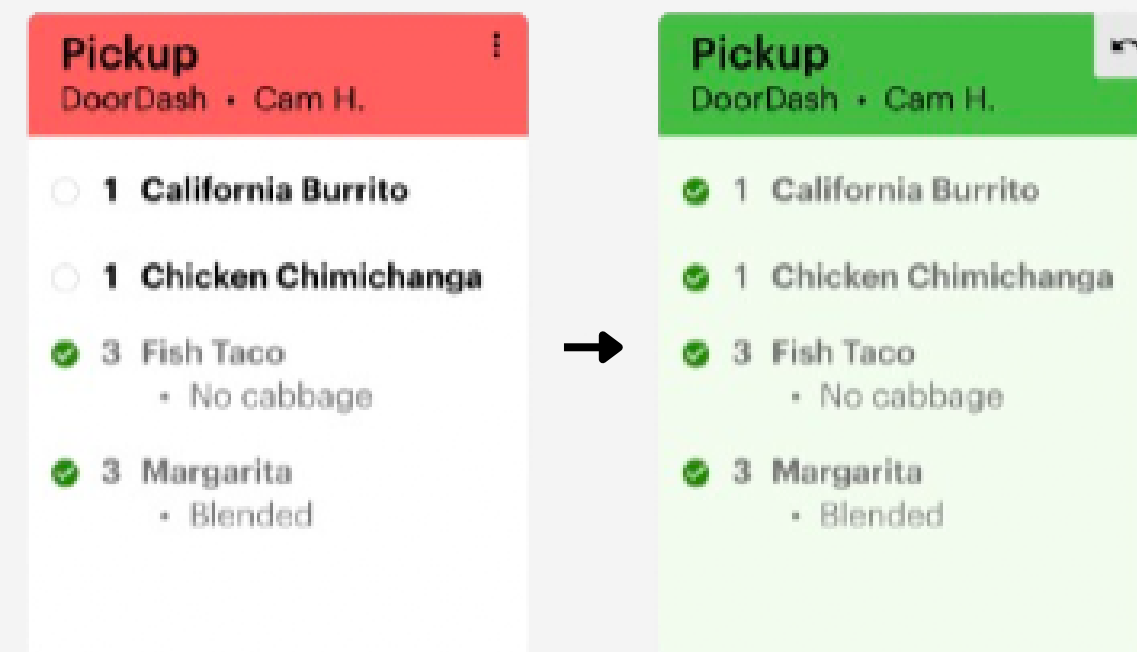 Pickup
DoorDash • Cam H.
1 California Burrito
1 Chicken Chimichanga
3 Fish Taco
• No cabbage
3 Margarita
• Blended
Pickup
DoorDash • Cam H.
1 California Burrito
1 Chicken Chimichanga
3 Fish Taco
• No cabbage
3 Margarita
• Blended